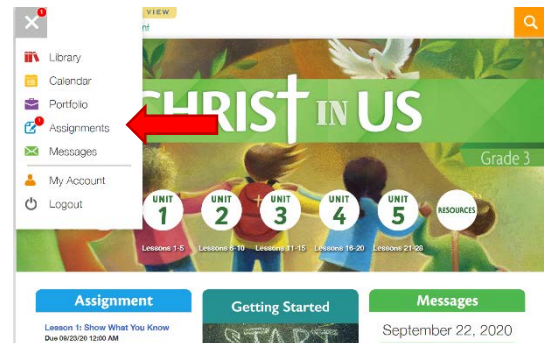 VIEW
Library
Calendar
Portfolio
Assignments
Messages
My Account
Logout
CHRIST IN US
Grade 3
UNIT 1
UNIT 2
UNIT 3
UNIT 4
UNIT 5
RESOURCES
Lessons 1-5
Lessons 6-10
Lessons 11-15
Lessons 16-20
Lessons 21-28
Assignment
Lesson 1: Show What You Know
Due 09/23/20 12:00 AM
Getting Started
START
Messages
September 22, 2020